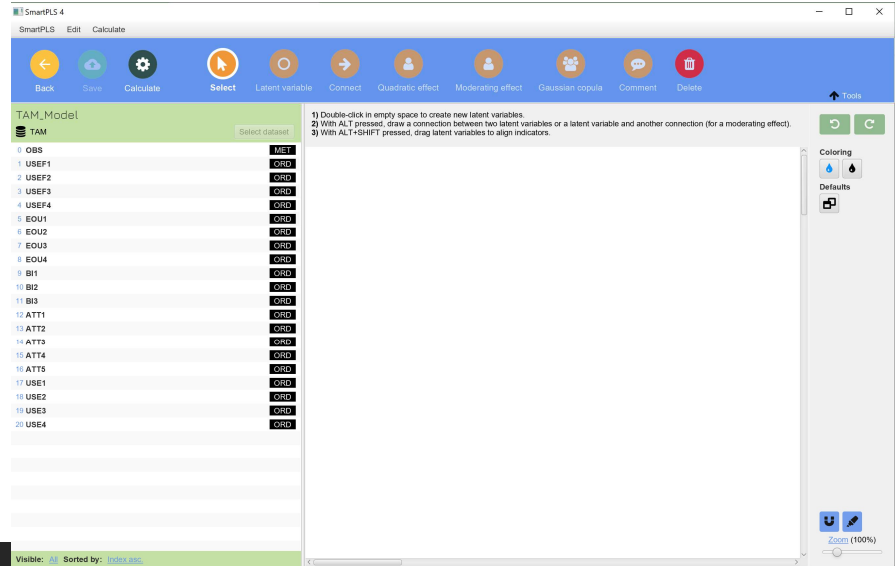 SmartPLS 4
SmartPLS Edit Calculate
Back Save Calculate Select Latent variable Connect Quadratic effect Moderating effect Gaussian copula Comment Delete
Tools
TAM_Model
TAM Select dataset
1) Double-click in empty space to create new latent variables.
2) With ALT pressed, draw a connection between two latent variables or a latent variable and another connection (for a moderating effect).
3) With ALT+SHIFT pressed, drag latent variables to align indicators.
0 OBS MET
1 USEF1 ORD
2 USEF2 ORD
3 USEF3 ORD
4 USEF4 ORD
5 EOU1 ORD
6 EOU2 ORD
7 EOU3 ORD
8 EOU4 ORD
9 BI1 ORD
10 BI2 ORD
11 BI3 ORD
12 ATT1 ORD
13 ATT2 ORD
14 ATT3 ORD
15 ATT4 ORD
16 ATT5 ORD
17 USE1 ORD
18 USE2 ORD
19 USE3 ORD
20 USE4 ORD
Coloring
Defaults
Zoom (100%)
Visible: All Sorted by: Index asc.